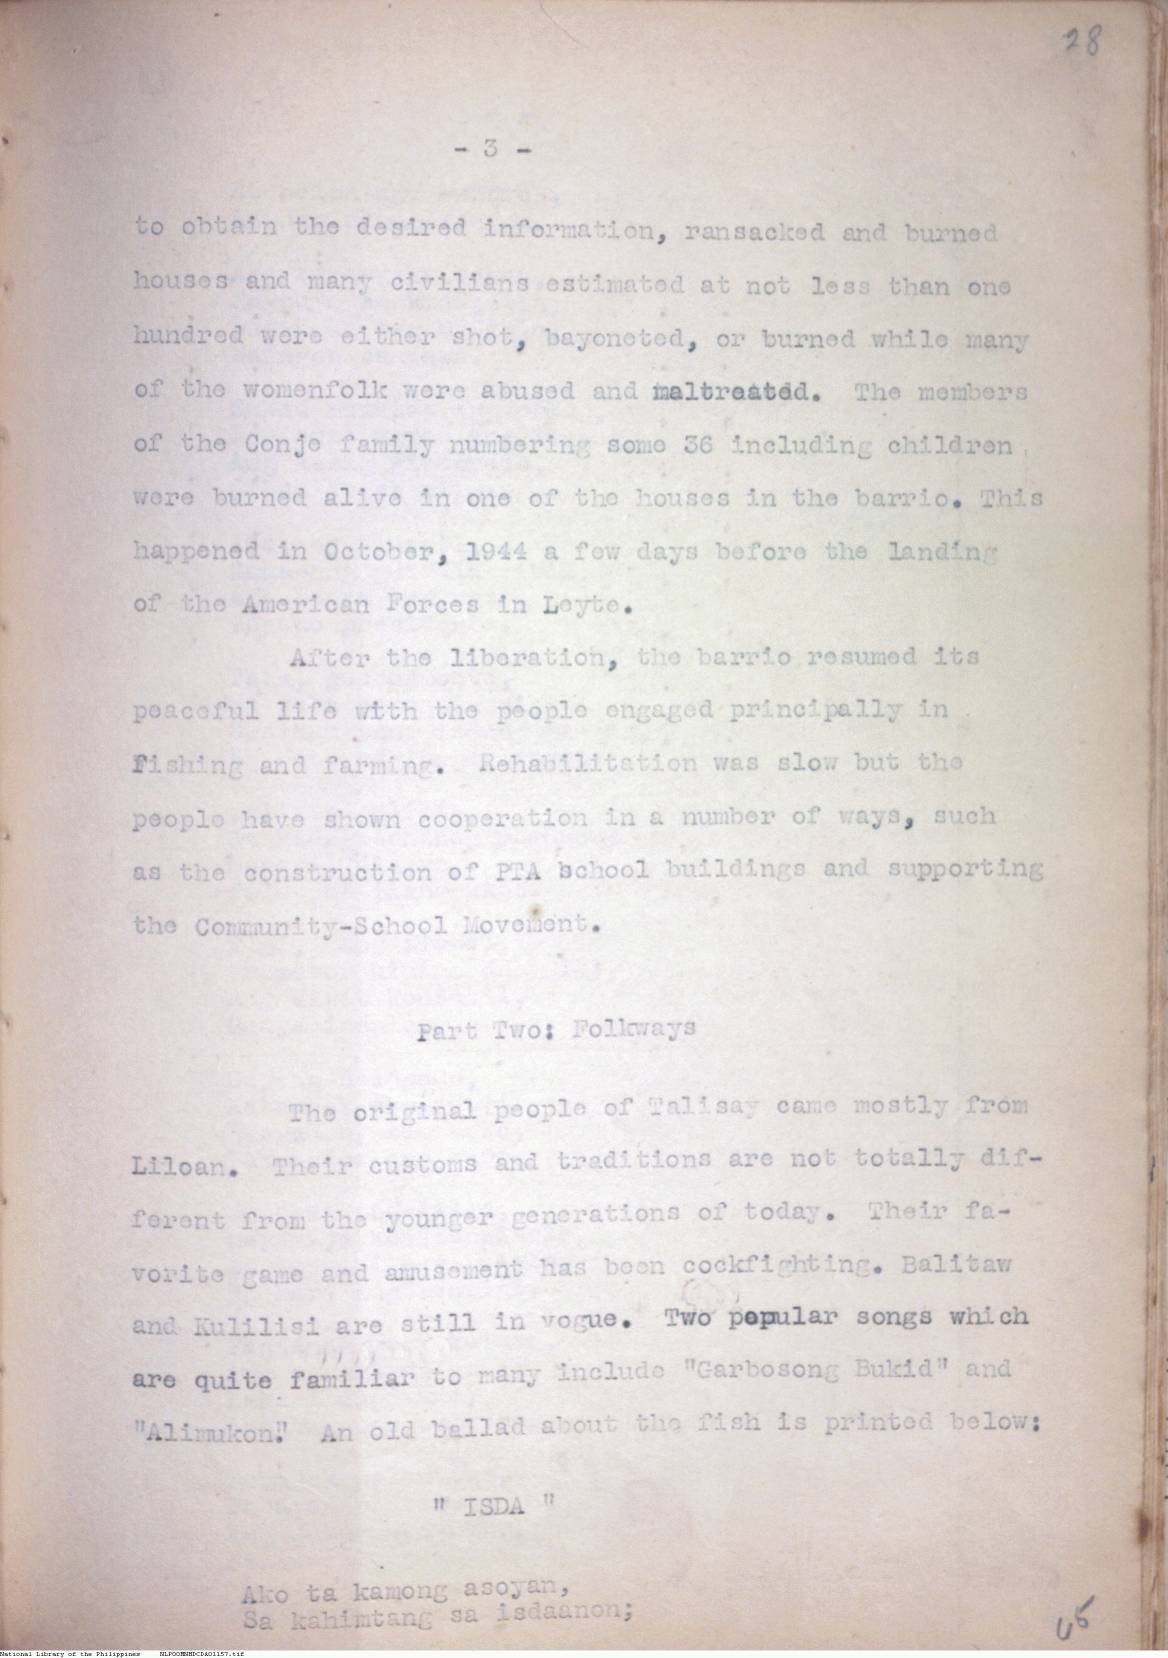 28
- 3 -
to obtain the desired information, ransacked and burned
houses and many civilians estimated at not less than one
hundred were either shot, bayoneted, or burned while many
of the womenfolk were abused and maltreated. The members
of the Conje family numbering some 36 including children
were burned alive in one of the houses in the barrio. This
happened in October, 1944 a few days before the landing
of the American Forces in Leyte.
After the liberation, the barrio resumed its
peaceful life with the people engaged principally in
fishing and farming. Rehabilitation was slow but the
people have shown cooperation in a number of ways, such
as the construction of PTA school buildings and supporting
the Community-School Movement.
Part Two: Folkways
The original people of Talisay came mostly from
Liloan. Their customs and traditions are not totally dif-
ferent from the younger generations of today. Their fa-
vorite game and amusement has been cockfighting. Balitaw
and Kulilisi are still in vogue. Two popular songs which
are quite familiar to many include "Garbosong Bukid" and
"Alimukon." An old ballad about the fish is printed below:
" ISDA "
Ako ta kamong asoyan,
Sa kahimtang sa isdaanon;
65
National Library of the Philippines NLPOOMNHDCDA01157.tif